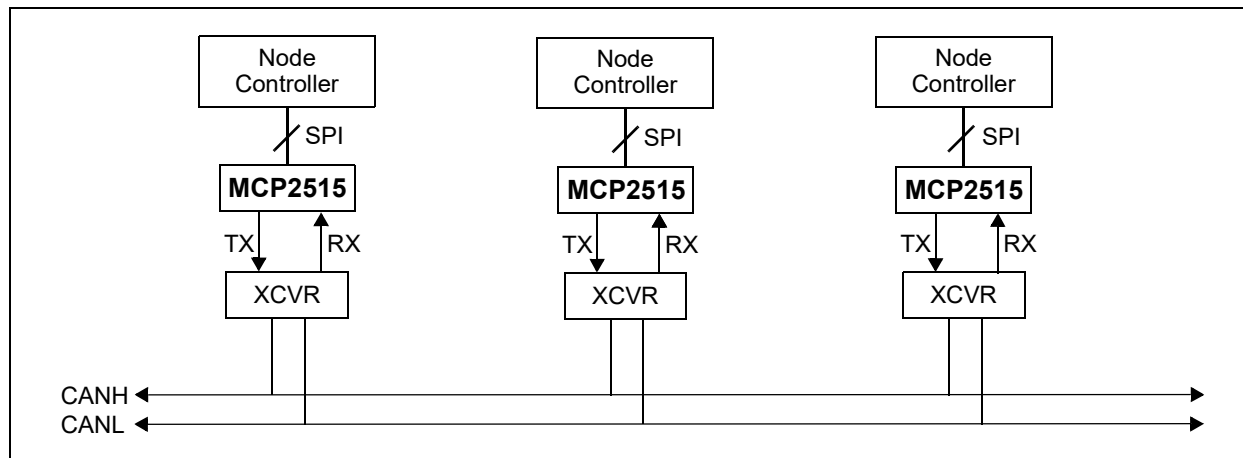 Node
Controller
Node
Controller
Node
Controller
SPI
SPI
SPI
MCP2515
MCP2515
MCP2515
TX
RX
TX
RX
TX
RX
XCVR
XCVR
XCVR
CANH
CANL